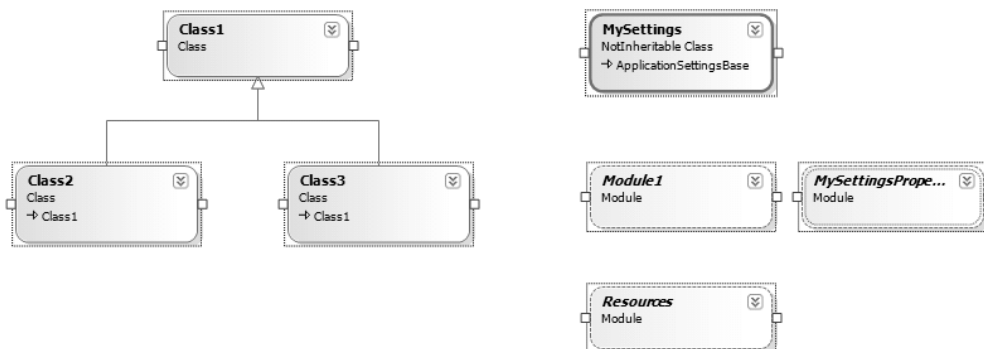 Class1
Class
MySettings
NotInheritable Class
ApplicationSettingsBase
Class2
Class
Class1
Class3
Class
Class1
Module1
Module
MySettingsPrope...
Module
Resources
Module